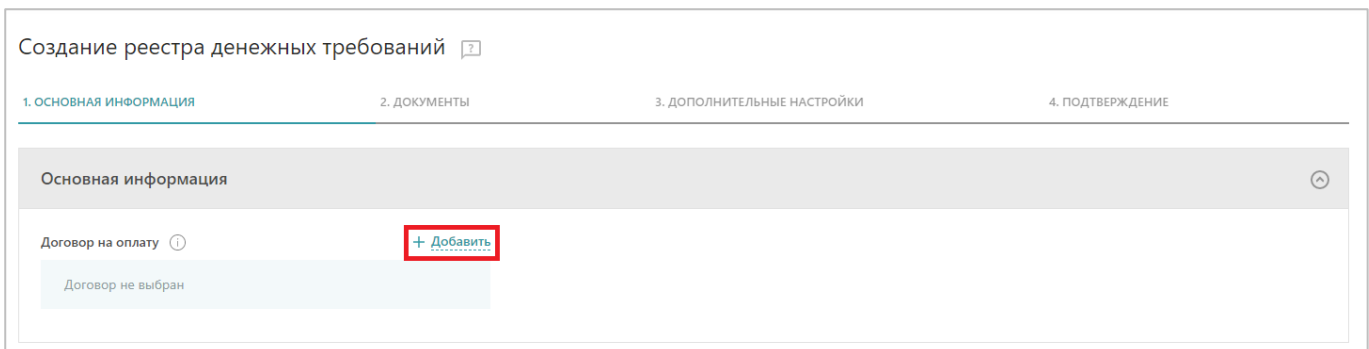 Создание реестра денежных требований ?
1. ОСНОВНАЯ ИНФОРМАЦИЯ 2. ДОКУМЕНТЫ 3. ДОПОЛНИТЕЛЬНЫЕ НАСТРОЙКИ 4. ПОДТВЕРЖДЕНИЕ
Основная информация
Договор на оплату i + Добавить
Договор не выбран